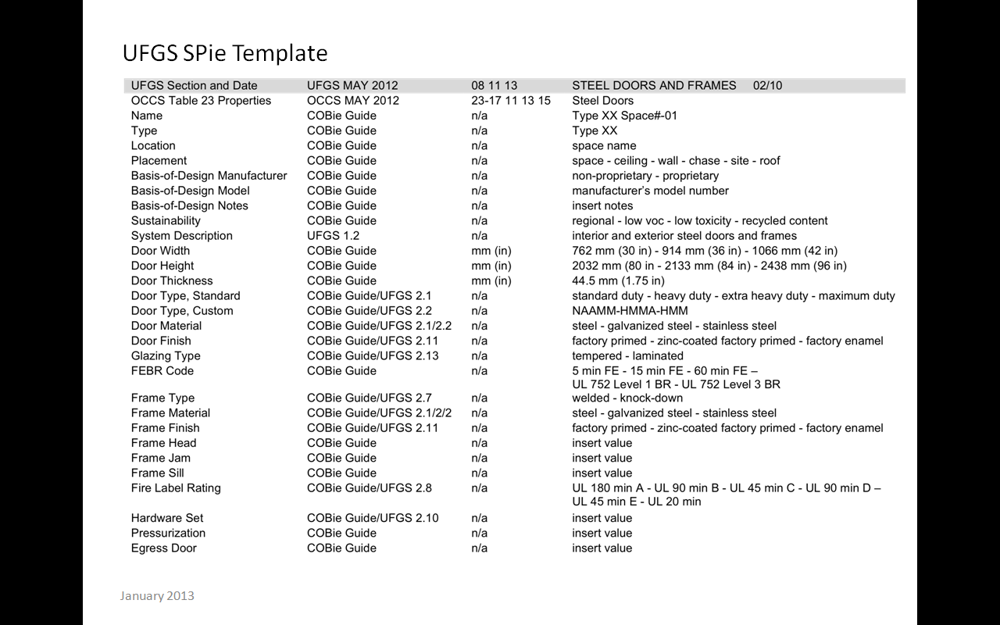 UFGS SPie Template
UFGS Section and Date UFGS MAY 2012 08 11 13 STEEL DOORS AND FRAMES 02/10
OCCS Table 23 Properties OCCS MAY 2012 23-17 11 13 15 Steel Doors
Name COBie Guide n/a Type XX Space#-01
Type COBie Guide n/a Type XX
Location COBie Guide n/a space name
Placement COBie Guide n/a space - ceiling - wall - chase - site - roof
Basis-of-Design Manufacturer COBie Guide n/a non-proprietary - proprietary
Basis-of-Design Model COBie Guide n/a manufacturer's model number
Basis-of-Design Notes COBie Guide n/a insert notes
Sustainability COBie Guide n/a regional - low voc - low toxicity - recycled content
System Description UFGS 1.2 n/a interior and exterior steel doors and frames
Door Width COBie Guide mm (in) 762 mm (30 in) - 914 mm (36 in) - 1066 mm (42 in)
Door Height COBie Guide mm (in) 2032 mm (80 in - 2133 mm (84 in) - 2438 mm (96 in)
Door Thickness COBie Guide mm (in) 44.5 mm (1.75 in)
Door Type, Standard COBie Guide/UFGS 2.1 n/a standard duty - heavy duty - extra heavy duty - maximum duty
Door Type, Custom COBie Guide/UFGS 2.2 n/a NAAMM-HMMA-HMM
Door Material COBie Guide/UFGS 2.1/2.2 n/a steel - galvanized steel - stainless steel
Door Finish COBie Guide/UFGS 2.11 n/a factory primed - zinc-coated factory primed - factory enamel
Glazing Type COBie Guide/UFGS 2.13 n/a tempered - laminated
FEBR Code COBie Guide n/a 5 min FE - 15 min FE - 60 min FE –
UL 752 Level 1 BR - UL 752 Level 3 BR
Frame Type COBie Guide/UFGS 2.7 n/a welded - knock-down
Frame Material COBie Guide/UFGS 2.1/2/2 n/a steel - galvanized steel - stainless steel
Frame Finish COBie Guide/UFGS 2.11 n/a factory primed - zinc-coated factory primed - factory enamel
Frame Head COBie Guide n/a insert value
Frame Jam COBie Guide n/a insert value
Frame Sill COBie Guide n/a insert value
Fire Label Rating COBie Guide/UFGS 2.8 n/a UL 180 min A - UL 90 min B - UL 45 min C - UL 90 min D –
UL 45 min E - UL 20 min
Hardware Set COBie Guide/UFGS 2.10 n/a insert value
Pressurization COBie Guide n/a insert value
Egress Door COBie Guide n/a insert value
January 2013